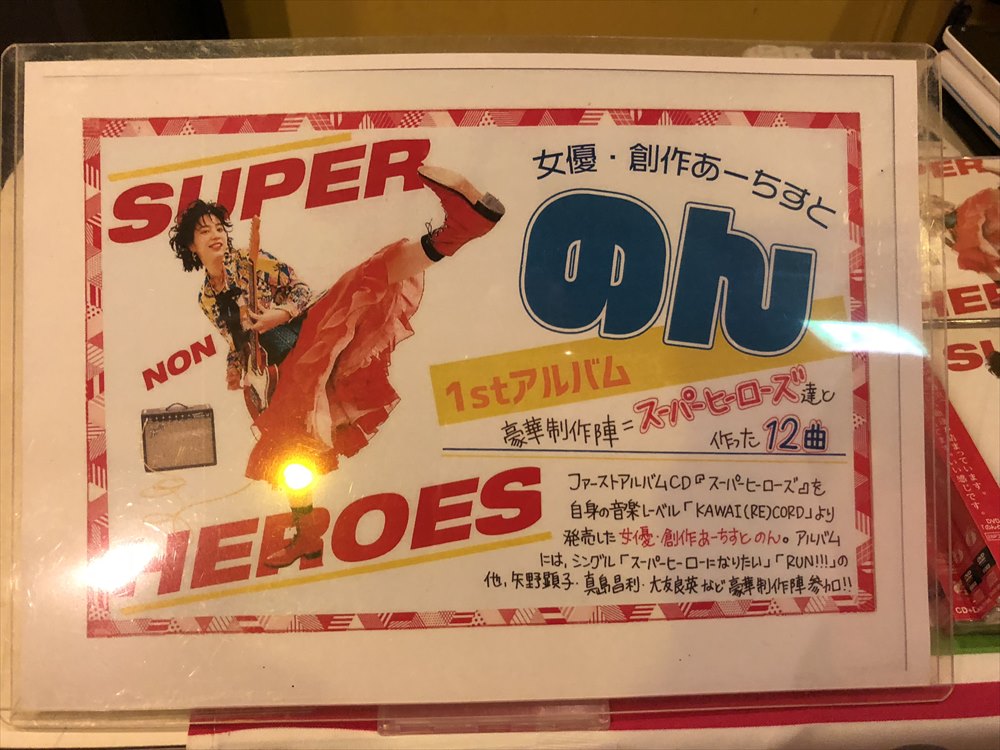 SUPER
NON
HEROES
女優・創作あーちすと
のん
1stアルバム
豪華制作陣=スーパーヒーローズ達と
作った12曲
ファーストアルバムCD『スーパーヒーローズ』を
自身の音楽レーベル「KAWAI(RE)CORD」より
発売した女優・創作あーちすと のん。アルバム
には,シングル「スーパーヒーローになりたい」「RUN!!!」の
他,矢野顕子・真島昌利・大友良英など豪華制作陣参加!!